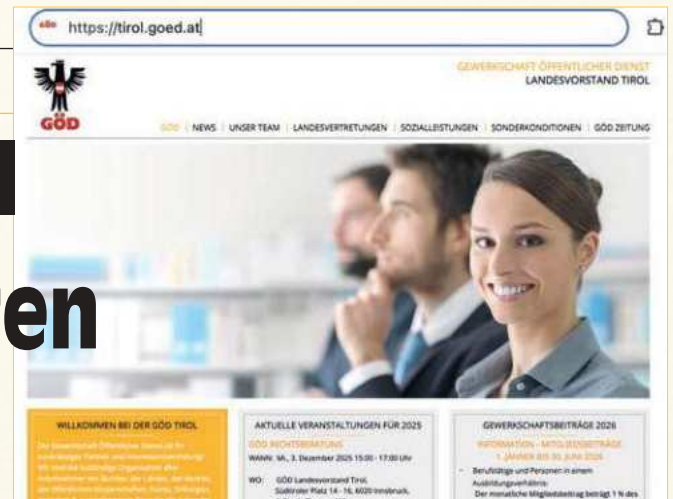 https://tirol.goed.at
GEWERKSCHAFT ÖFFENTLICHER DIENST
LANDESVORSTAND TIROL
GÖD
GÖD | NEWS | UNSER TEAM | LANDESVERTRETUNGEN | SOZIALLEISTUNGEN | SONDERKONDITIONEN | GÖD ZEITUNG
en
WILLKOMMEN BEI DER GÖD TIROL
AKTUELLE VERANSTALTUNGEN FÜR 2025
GÖD RECHTSBERATUNG
WANN: Mi., 3. Dezember 2025 15:00 - 17:00 Uhr
WO: GÖD Landesvorstand Tirol,
Südtiroler Platz 14 - 16, 6020 Innsbruck,
GEWERKSCHAFTSBEITRÄGE 2026
INFORMATION - MITGLIEDSBEITRÄGE
1. JÄNNER BIS 30. JUNI 2026
- Berufstätige und Personen in einem
Ausbildungsverhältnis:
Der monatliche Mitgliedsbeitrag beträgt 1 % des